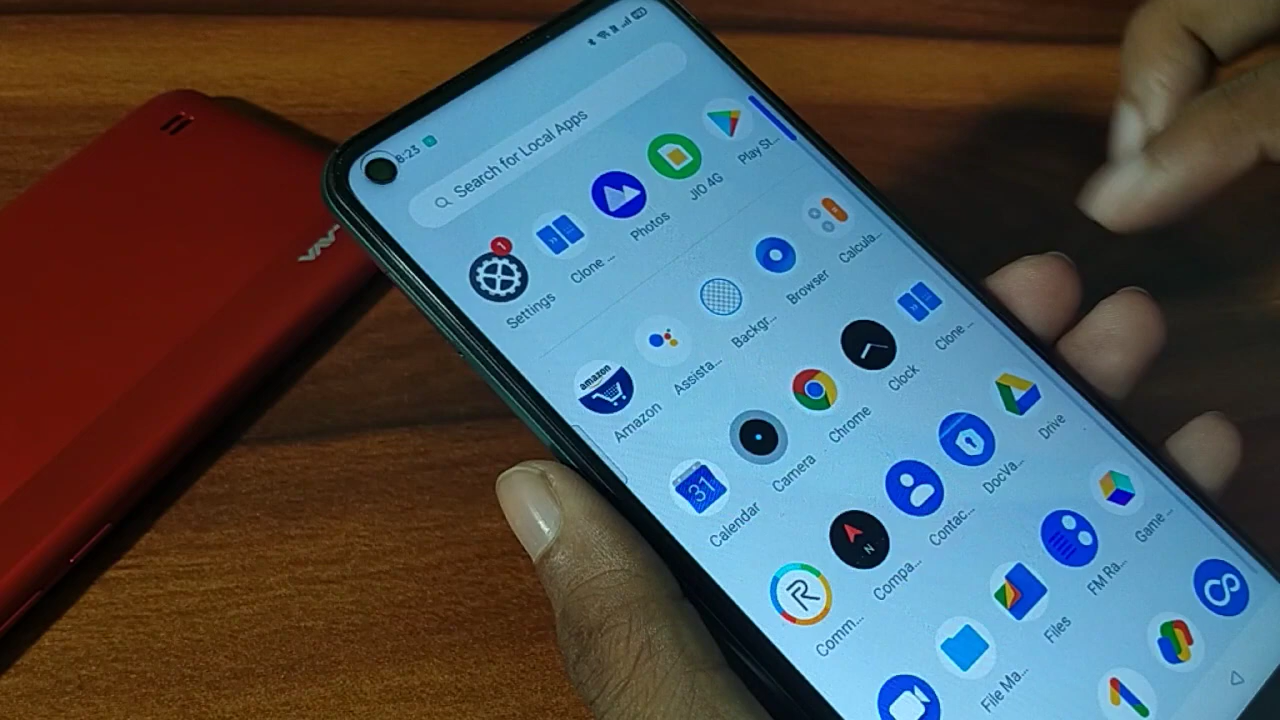 8:23
Search for Local Apps
1
Settings
Clone ...
Photos
JIO 4G
Play St...
amazon
Amazon
Assista...
Backgr...
Browser
Calcula...
31
Calendar
Camera
Chrome
Clock
Clone ...
R
Comm...
N
Compa...
Contac...
DocVa...
Drive
File Ma...
Files
FM Ra...
Game ...